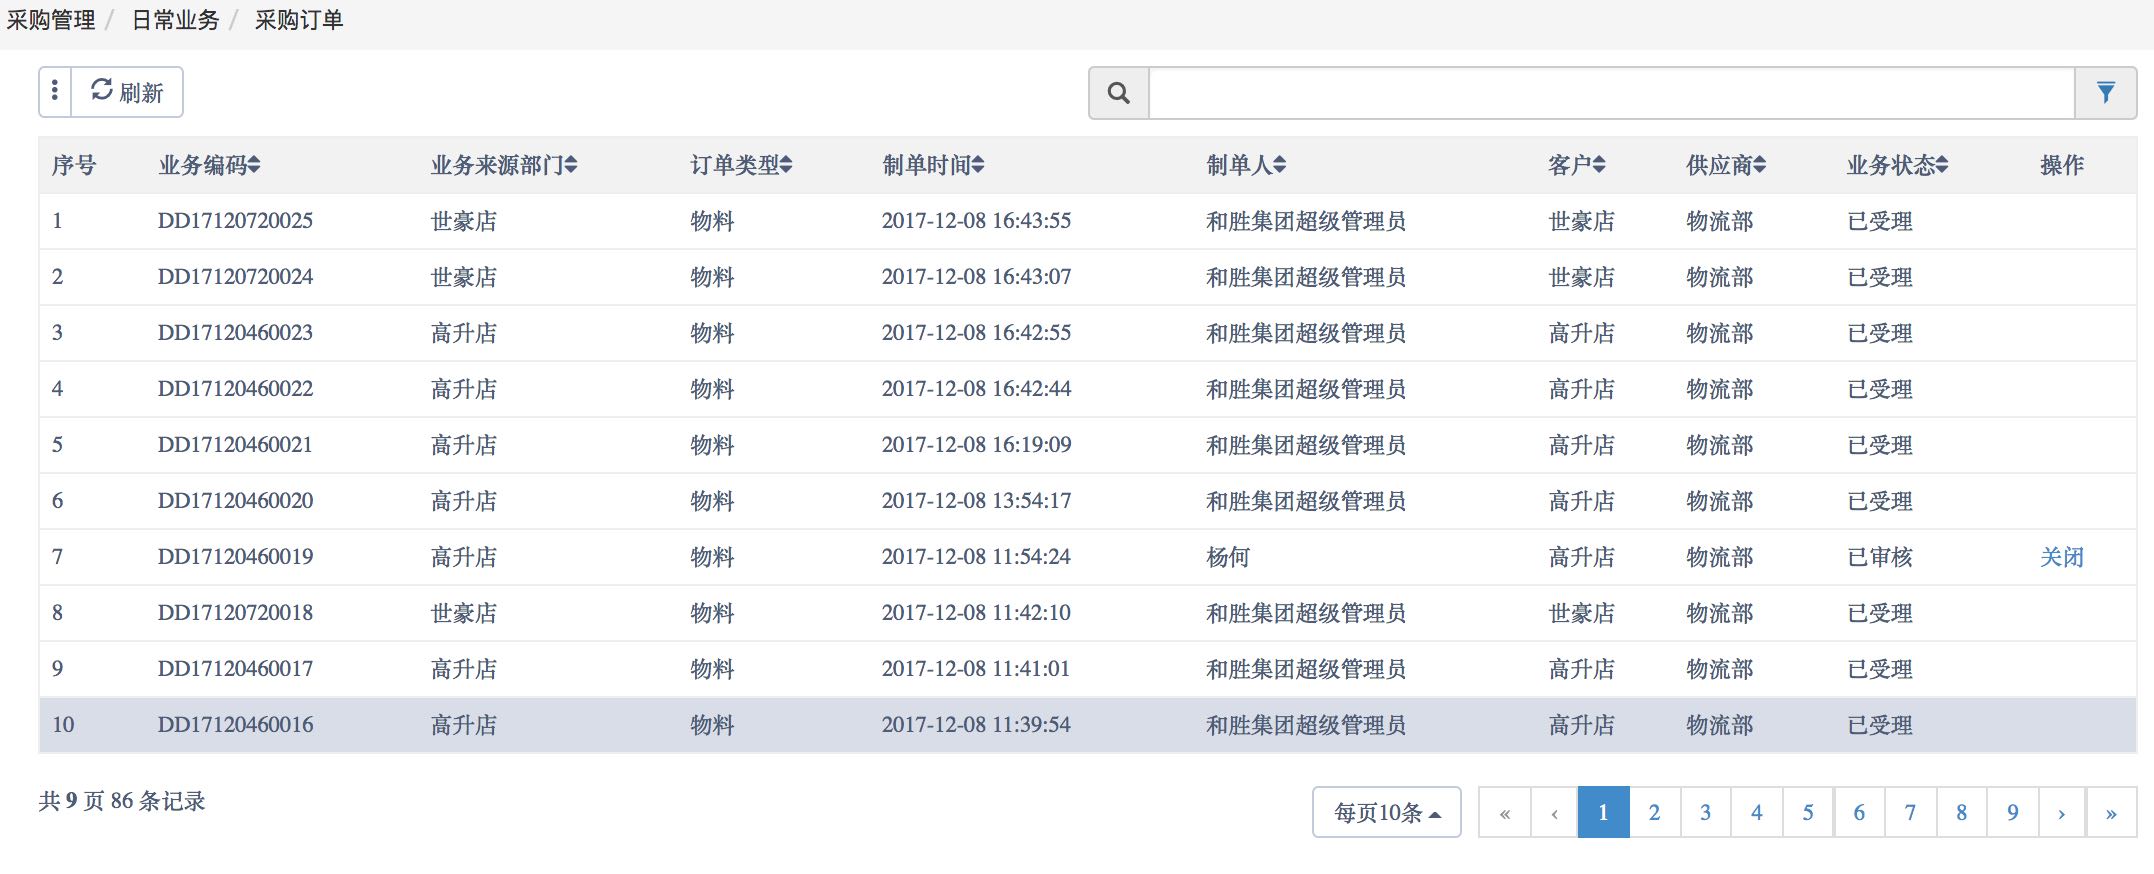 采购管理 / 日常业务 / 采购订单
刷新
序号 业务编码 业务来源部门 订单类型 制单时间 制单人 客户 供应商 业务状态 操作
1 DD17120720025 世豪店 物料 2017-12-08 16:43:55 和胜集团超级管理员 世豪店 物流部 已受理
2 DD17120720024 世豪店 物料 2017-12-08 16:43:07 和胜集团超级管理员 世豪店 物流部 已受理
3 DD17120460023 高升店 物料 2017-12-08 16:42:55 和胜集团超级管理员 高升店 物流部 已受理
4 DD17120460022 高升店 物料 2017-12-08 16:42:44 和胜集团超级管理员 高升店 物流部 已受理
5 DD17120460021 高升店 物料 2017-12-08 16:19:09 和胜集团超级管理员 高升店 物流部 已受理
6 DD17120460020 高升店 物料 2017-12-08 13:54:17 和胜集团超级管理员 高升店 物流部 已受理
7 DD17120460019 高升店 物料 2017-12-08 11:54:24 杨何 高升店 物流部 已审核 关闭
8 DD17120720018 世豪店 物料 2017-12-08 11:42:10 和胜集团超级管理员 世豪店 物流部 已受理
9 DD17120460017 高升店 物料 2017-12-08 11:41:01 和胜集团超级管理员 高升店 物流部 已受理
10 DD17120460016 高升店 物料 2017-12-08 11:39:54 和胜集团超级管理员 高升店 物流部 已受理
共 9 页 86 条记录 每页10条 « ‹ 1 2 3 4 5 6 7 8 9 › »